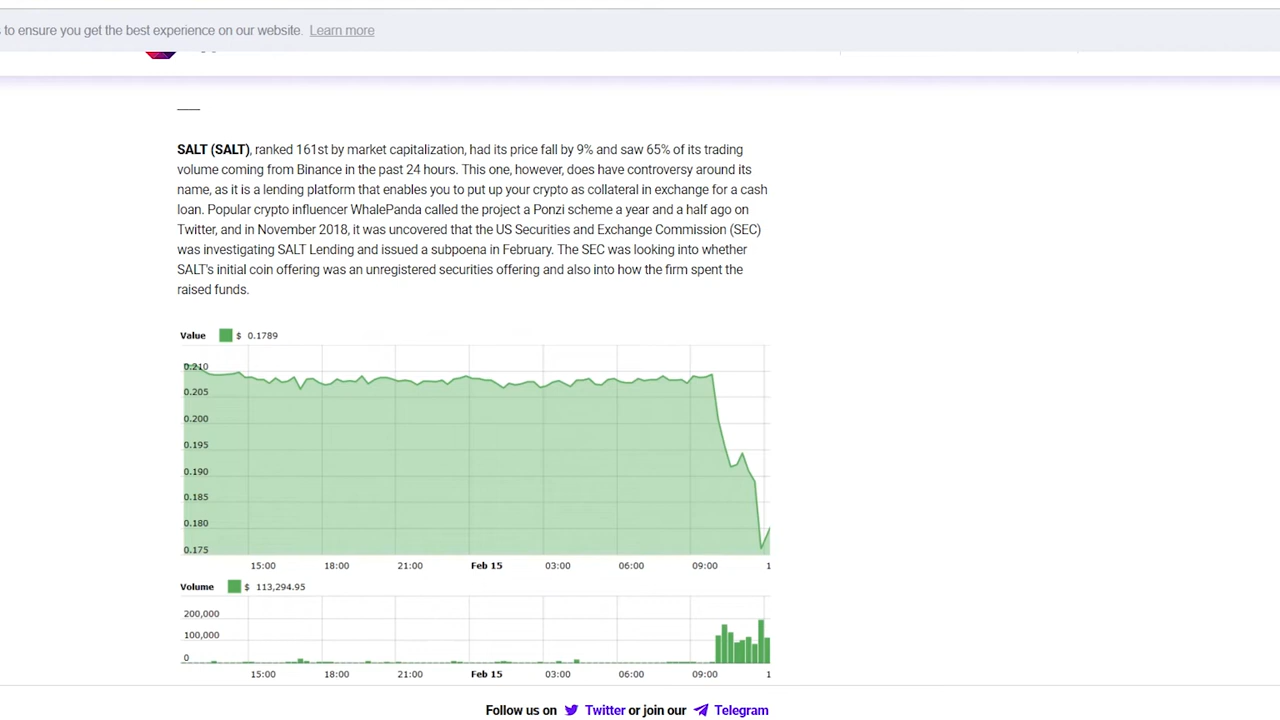 s to ensure you get the best experience on our website. Learn more
SALT (SALT), ranked 161st by market capitalization, had its price fall by 9% and saw 65% of its trading
volume coming from Binance in the past 24 hours. This one, however, does have controversy around its
name, as it is a lending platform that enables you to put up your crypto as collateral in exchange for a cash
loan. Popular crypto influencer WhalePanda called the project a Ponzi scheme a year and a half ago on
Twitter, and in November 2018, it was uncovered that the US Securities and Exchange Commission (SEC)
was investigating SALT Lending and issued a subpoena in February. The SEC was looking into whether
SALT's initial coin offering was an unregistered securities offering and also into how the firm spent the
raised funds.
Value $ 0.1789
0.210
0.205
0.200
0.195
0.190
0.185
0.180
0.175
15:00 18:00 21:00 Feb 15 03:00 06:00 09:00 1
Volume $ 113,294.95
200,000
100,000
0
15:00 18:00 21:00 Feb 15 03:00 06:00 09:00 1
Follow us on Twitter or join our Telegram